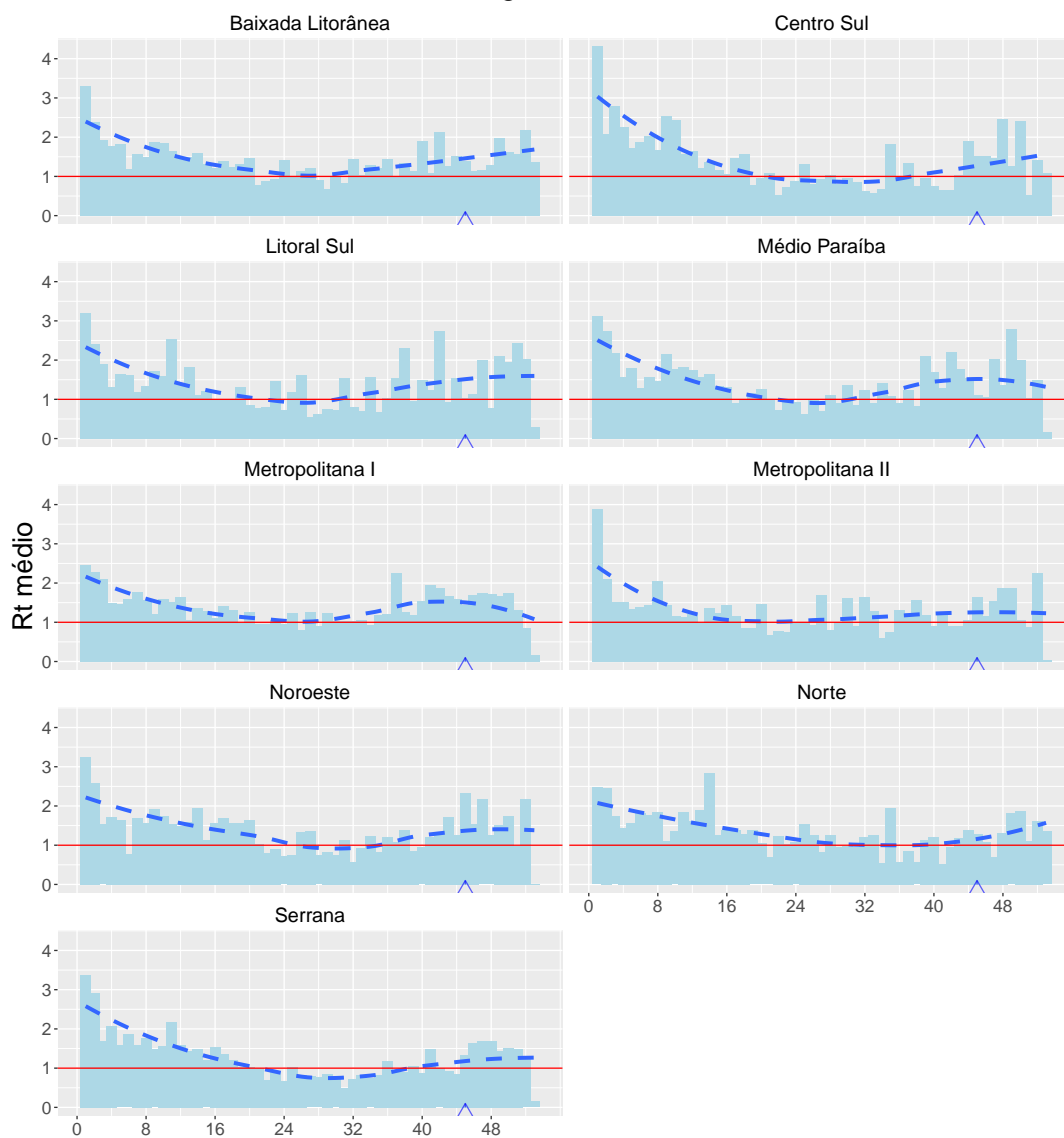 Baixada Litorânea
Centro Sul
4
3
2
1
0
Litoral Sul
Médio Paraíba
4
3
2
1
0
Metropolitana I
Metropolitana II
4
3
2
1
0
Rt médio
Noroeste
Norte
4
3
2
1
0
0 8 16 24 32 40 48
Serrana
4
3
2
1
0
0 8 16 24 32 40 48